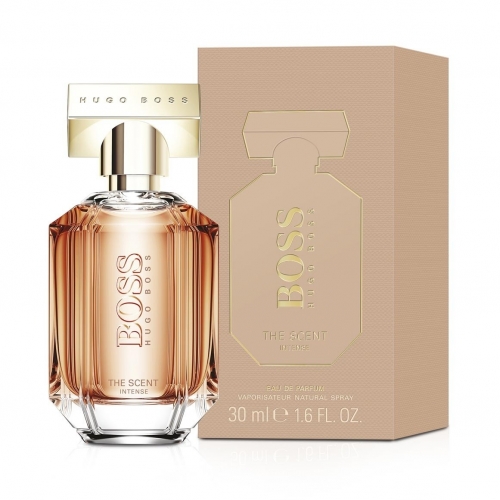 HUGO BOSS
BOSS
HUGO BOSS
THE SCENT
INTENSE
BOSS
HUGO BOSS
THE SCENT
INTENSE
EAU DE PARFUM
VAPORISATEUR NATURAL SPRAY
30 ml e 1.6 FL. OZ.